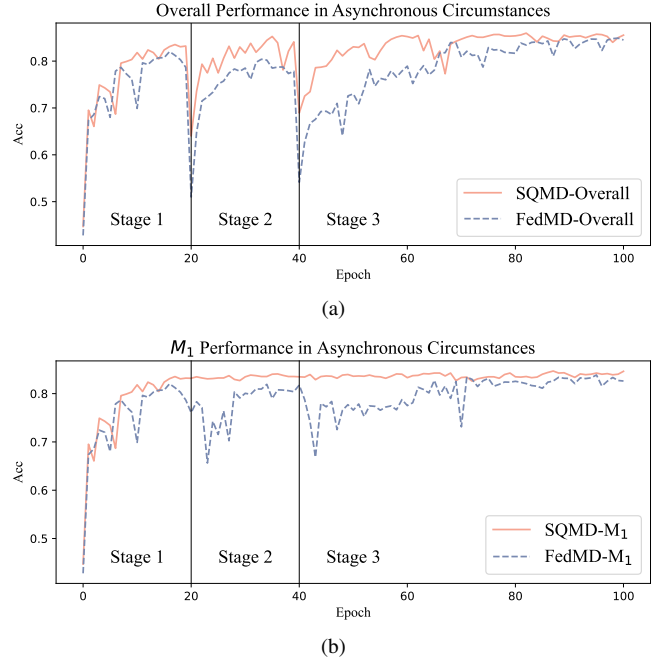 Overall Performance in Asynchronous Circumstances
0.8
0.7
0.6
0.5
Acc
Stage 1
Stage 2
Stage 3
SQMD-Overall
FedMD-Overall
0 20 40 60 80 100
Epoch
(a)
M₁ Performance in Asynchronous Circumstances
0.8
0.7
0.6
0.5
Acc
Stage 1
Stage 2
Stage 3
SQMD-M₁
FedMD-M₁
0 20 40 60 80 100
Epoch
(b)